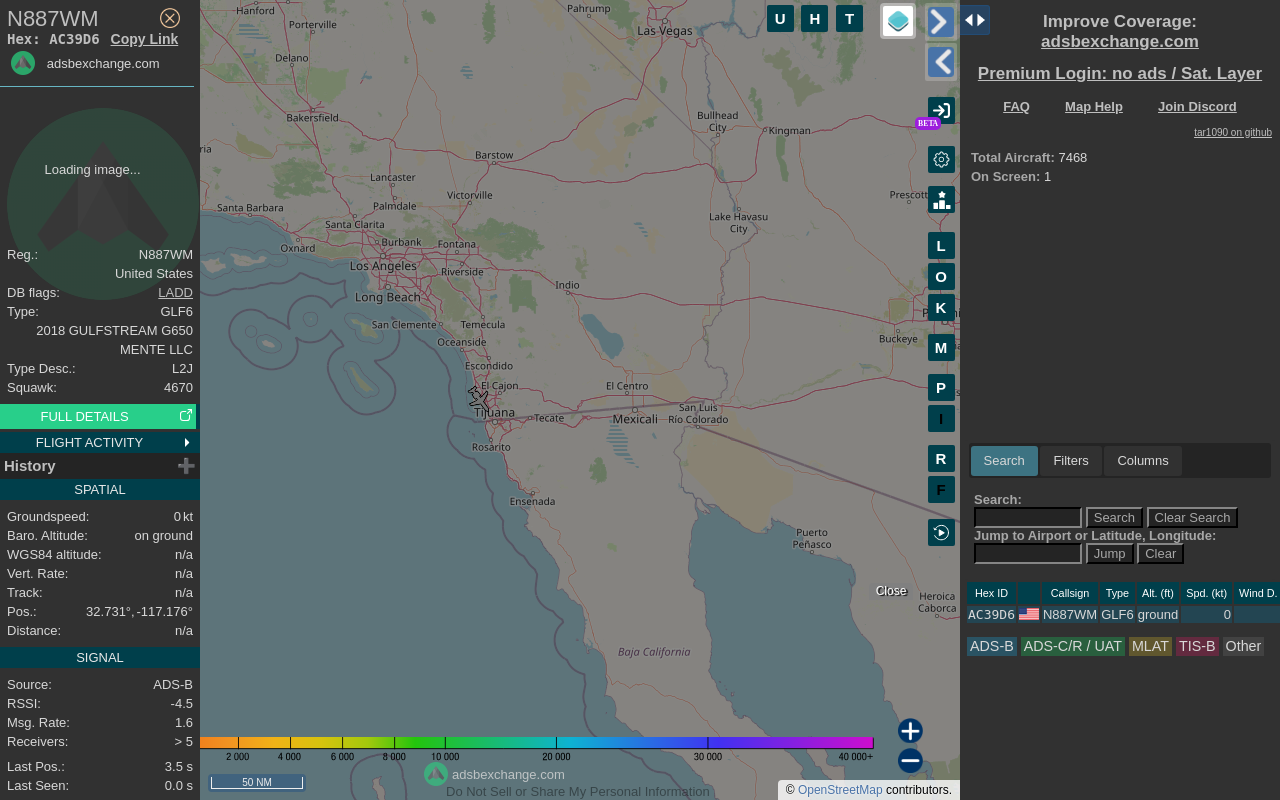 N887WM
Hex: AC39D6 Copy Link
adsbexchange.com
Loading image...
Reg.: N887WM
United States
DB flags: LADD
Type: GLF6
2018 GULFSTREAM G650
MENTE LLC
Type Desc.: L2J
Squawk: 4670
FULL DETAILS
FLIGHT ACTIVITY
History
SPATIAL
Groundspeed: 0 kt
Baro. Altitude: on ground
WGS84 altitude: n/a
Vert. Rate: n/a
Track: n/a
Pos.: 32.731°, -117.176°
Distance: n/a
SIGNAL
Source: ADS-B
RSSI: -4.5
Msg. Rate: 1.6
Receivers: > 5
Last Pos.: 3.5 s
Last Seen: 0.0 s
Hanford
Porterville
Delano
Bakersfield
Pahrump
Las Vegas
Bullhead
City
Kingman
Barstow
Lancaster
Palmdale
Victorville
Santa Barbara
Santa Clarita
Lake Havasu
City
Oxnard
Burbank
Fontana
Los Angeles
Riverside
Long Beach
Indio
San Clemente
Temecula
Oceanside
Escondido
Buckeye
El Cajon
El Centro
Tijuana
Tecate
Mexicali
San Luis
Río Colorado
Rosarito
Ensenada
Puerto
Peñasco
Heroica
Caborca
Baja California
Close
U H T
BETA
L
O
K
M
P
I
R
F
2 000 4 000 6 000 8 000 10 000 20 000 30 000 40 000+
50 NM
adsbexchange.com
Do Not Sell or Share My Personal Information
© OpenStreetMap contributors.
Improve Coverage:
adsbexchange.com
Premium Login: no ads / Sat. Layer
FAQ Map Help Join Discord
tar1090 on github
Total Aircraft: 7468
On Screen: 1
Search Filters Columns
Search:
Search Clear Search
Jump to Airport or Latitude, Longitude:
Jump Clear
Hex ID Callsign Type Alt. (ft) Spd. (kt) Wind D.
AC39D6 N887WM GLF6 ground 0
ADS-B ADS-C/R / UAT MLAT TIS-B Other